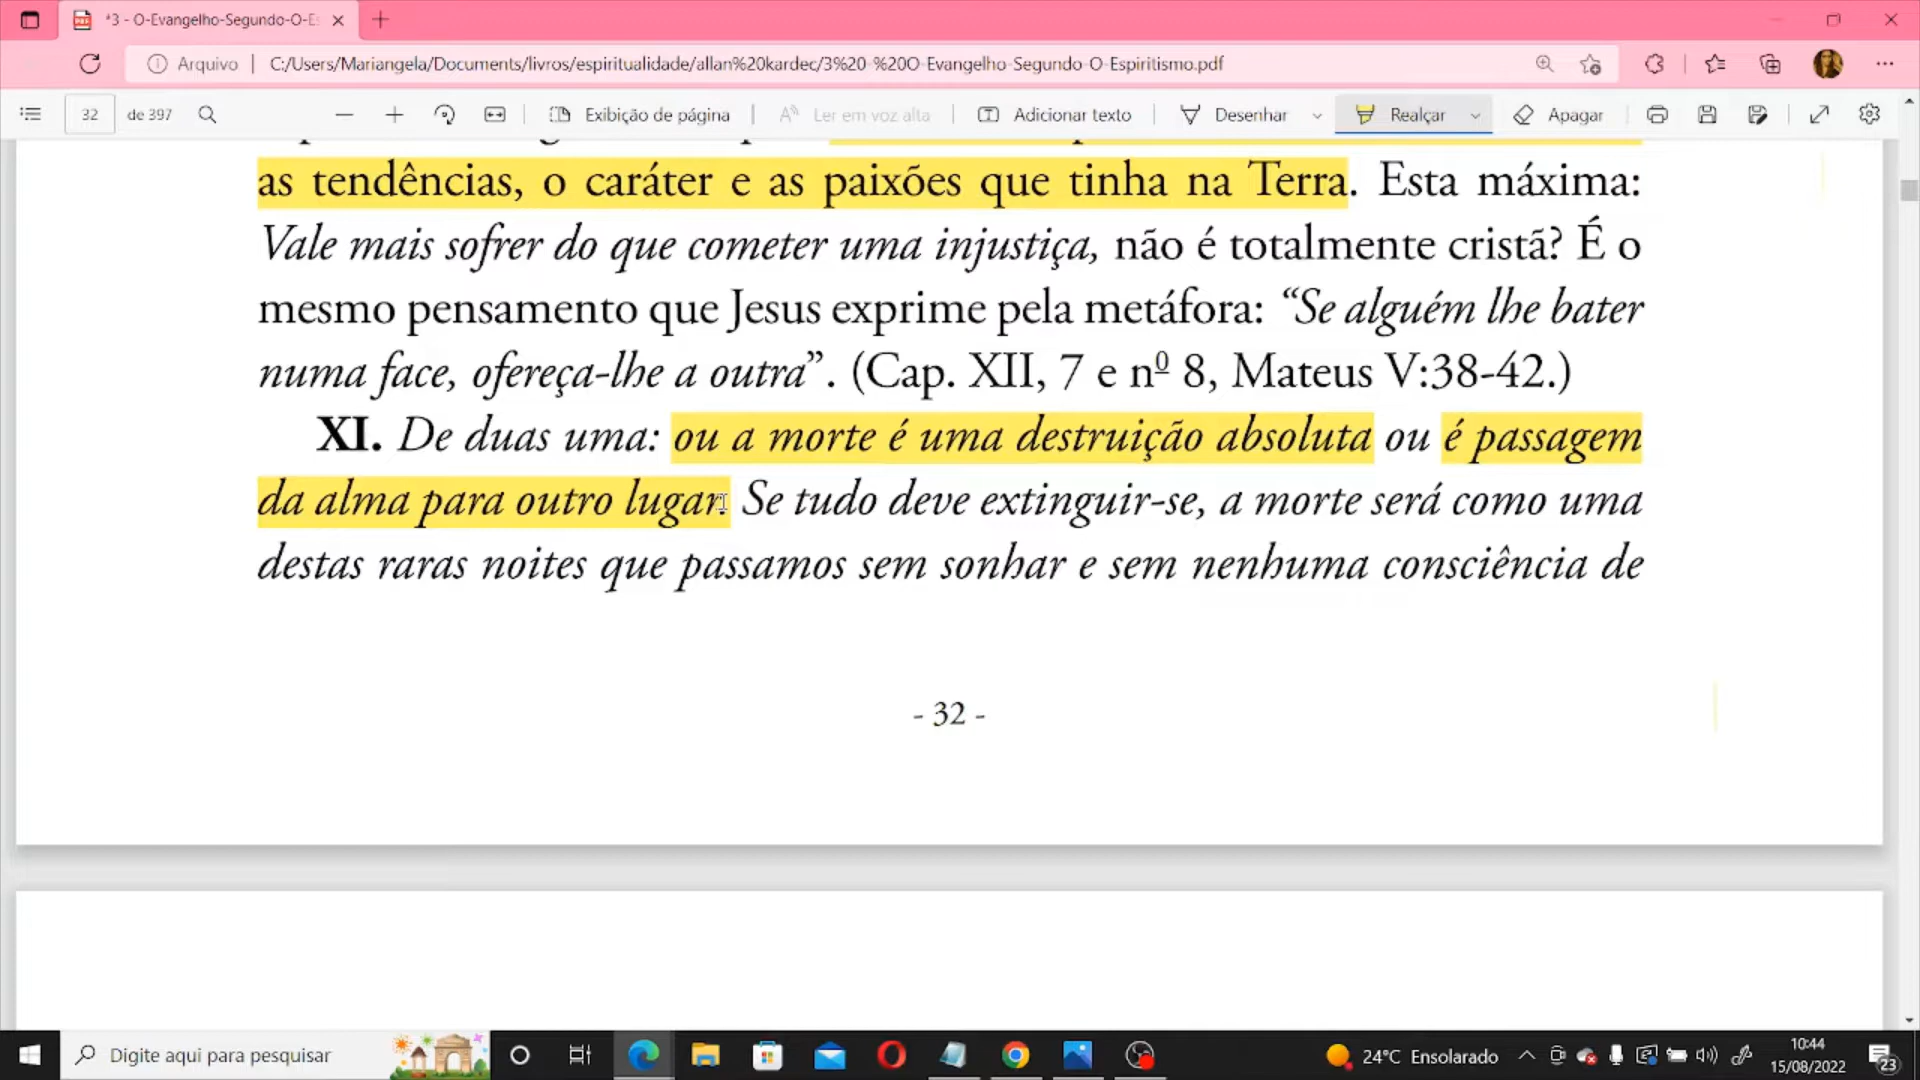 *3 - O-Evangelho-Segundo-O-Es
Arquivo | C:/Users/Mariangela/Documents/livros/espiritualidade/allan%20kardec/3%20-%20O-Evangelho-Segundo-O-Espiritismo.pdf
32 de 397 Exibição de página Ler em voz alta Adicionar texto Desenhar Realçar Apagar
as tendências, o caráter e as paixões que tinha na Terra. Esta máxima:
Vale mais sofrer do que cometer uma injustiça, não é totalmente cristã? É o
mesmo pensamento que Jesus exprime pela metáfora: “Se alguém lhe bater
numa face, ofereça-lhe a outra”. (Cap. XII, 7 e nº 8, Mateus V:38-42.)
XI. De duas uma: ou a morte é uma destruição absoluta ou é passagem
da alma para outro lugar. Se tudo deve extinguir-se, a morte será como uma
destas raras noites que passamos sem sonhar e sem nenhuma consciência de
- 32 -
Digite aqui para pesquisar
24°C Ensolarado
10:44
15/08/2022
23